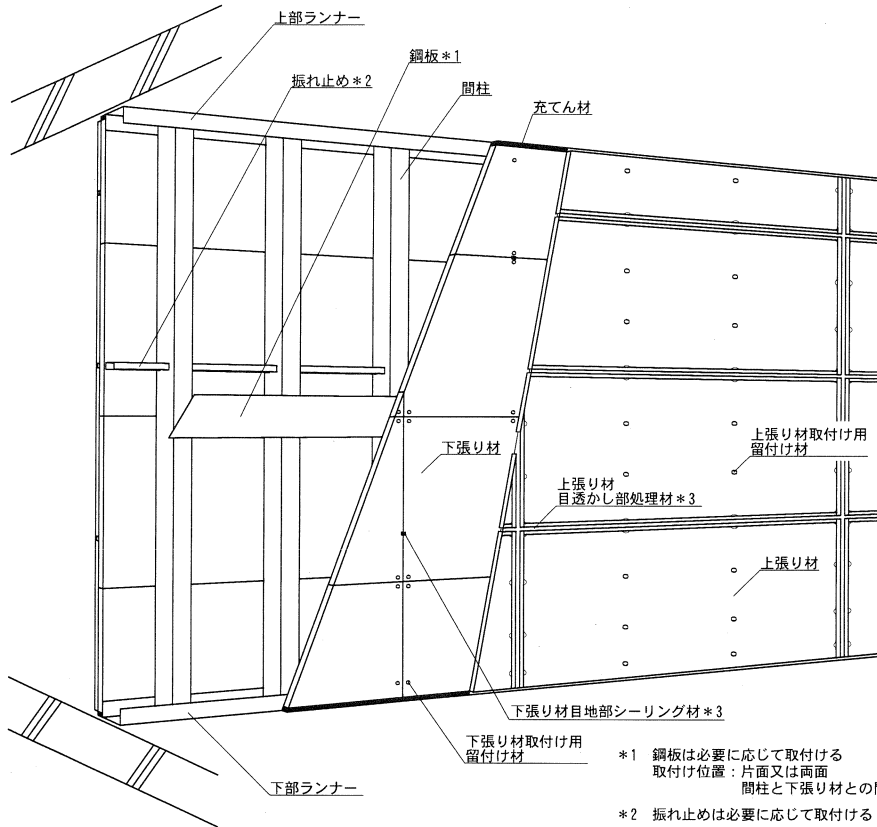 上部ランナー
鋼板*1
振れ止め*2
間柱
充てん材
上張り材取付け用
留付け材
下張り材
上張り材
目透かし部処理材*3
上張り材
下張り材目地部シーリング材*3
下張り材取付け用
留付け材
下部ランナー
*1 鋼板は必要に応じて取付ける
取付け位置：片面又は両面
間柱と下張り材との
*2 振れ止めは必要に応じて取付ける